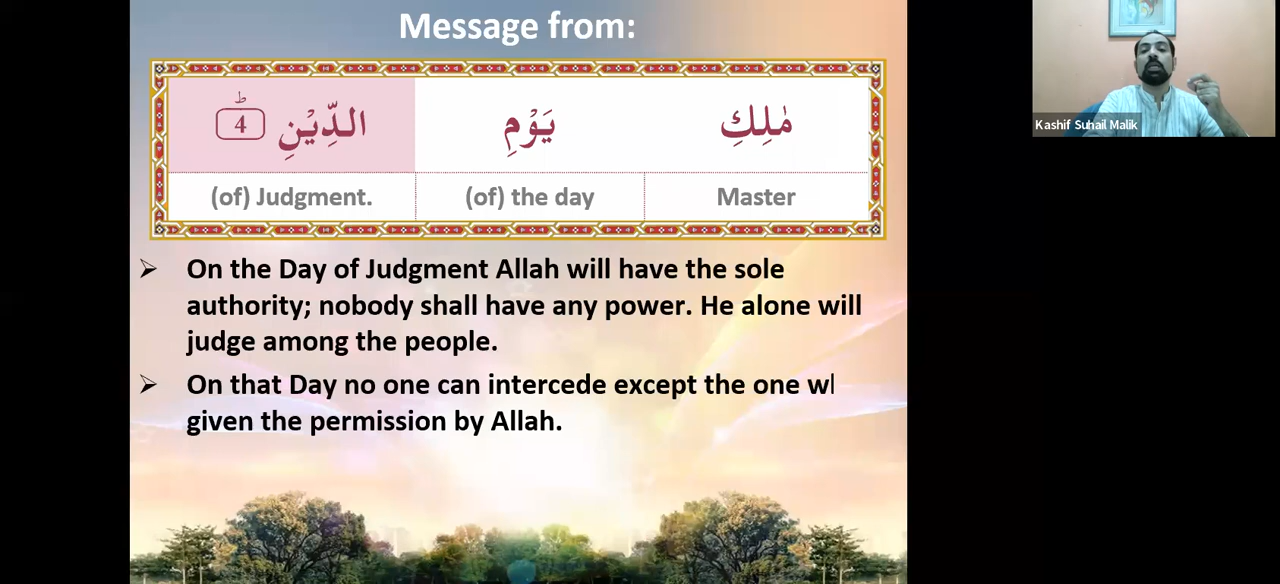 Message from:
مٰلِكِ يَوْمِ الدِّيْنِ ؕ 4
Master (of) the day (of) Judgment.
➢ On the Day of Judgment Allah will have the sole
authority; nobody shall have any power. He alone will
judge among the people.
➢ On that Day no one can intercede except the one
given the permission by Allah.
Kashif Suhail Malik